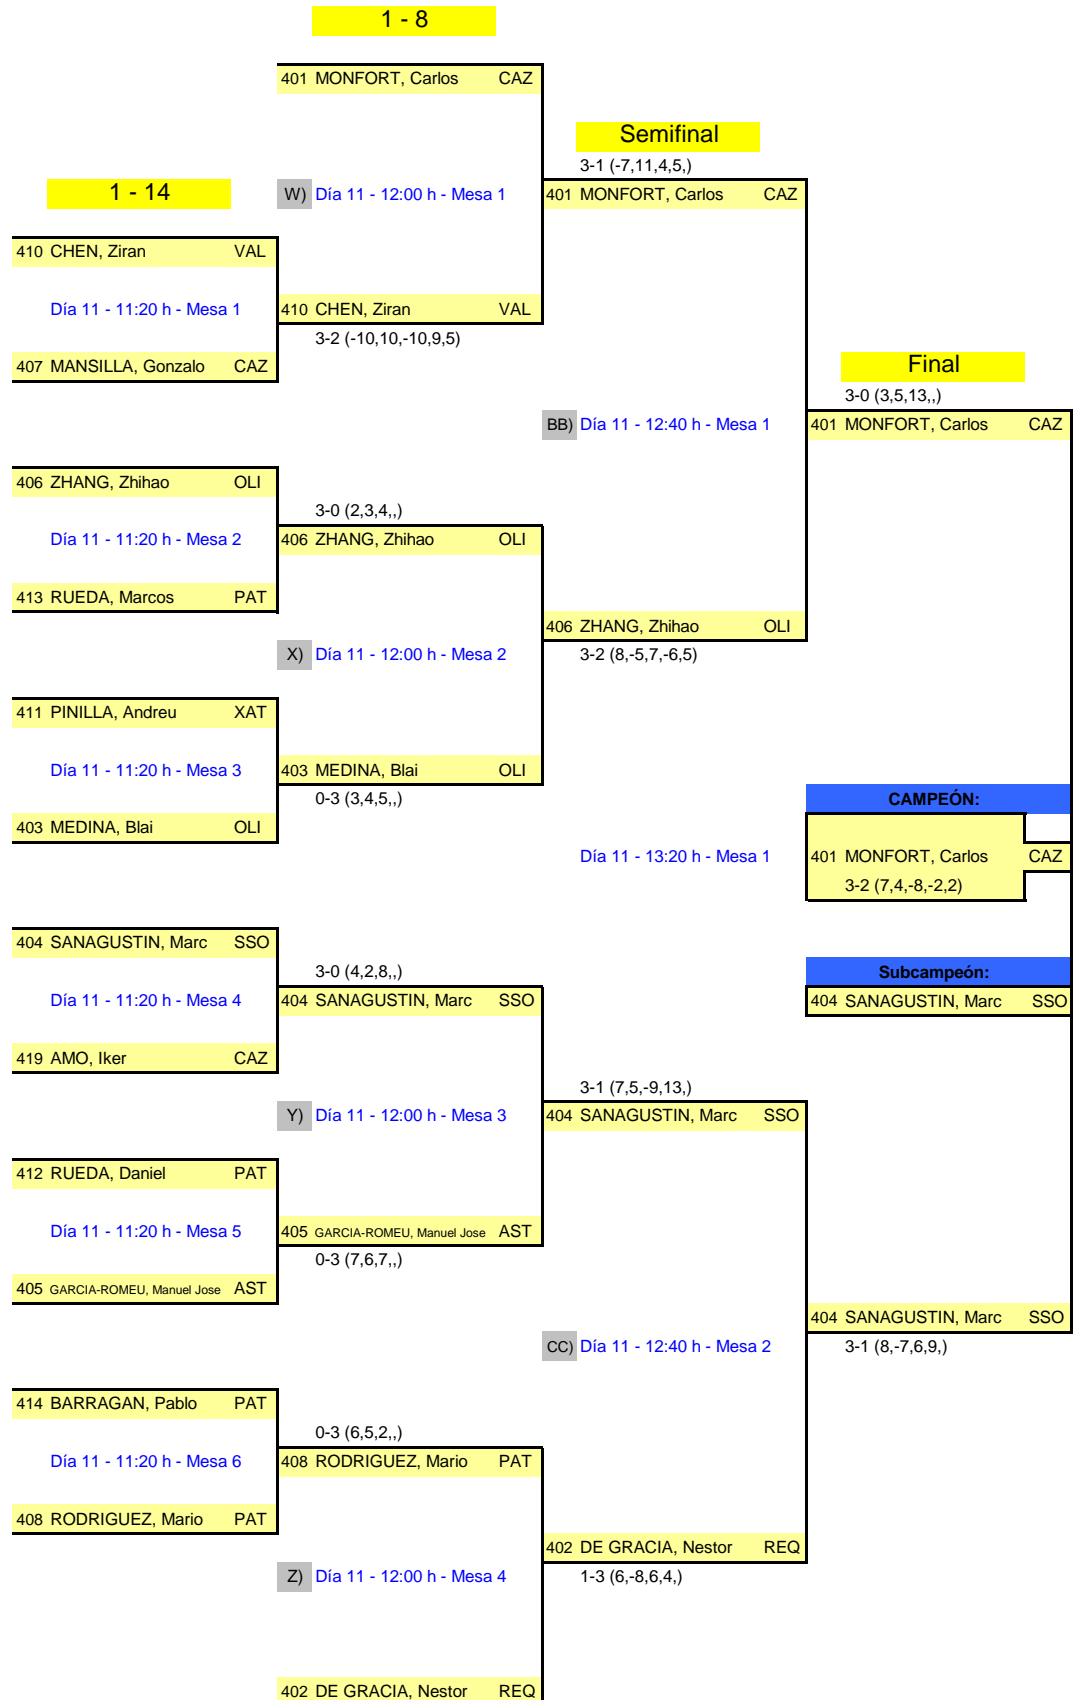 1 - 8
401 MONFORT, Carlos CAZ
Semifinal
3-1 (-7,11,4,5,)
1 - 14
W) Día 11 - 12:00 h - Mesa 1
401 MONFORT, Carlos CAZ
410 CHEN, Ziran VAL
Día 11 - 11:20 h - Mesa 1
410 CHEN, Ziran VAL
3-2 (-10,10,-10,9,5)
407 MANSILLA, Gonzalo CAZ
Final
3-0 (3,5,13,,)
BB) Día 11 - 12:40 h - Mesa 1
401 MONFORT, Carlos CAZ
406 ZHANG, Zhihao OLI
3-0 (2,3,4,,)
Día 11 - 11:20 h - Mesa 2
406 ZHANG, Zhihao OLI
413 RUEDA, Marcos PAT
406 ZHANG, Zhihao OLI
X) Día 11 - 12:00 h - Mesa 2
3-2 (8,-5,7,-6,5)
411 PINILLA, Andreu XAT
Día 11 - 11:20 h - Mesa 3
403 MEDINA, Blai OLI
0-3 (3,4,5,,)
CAMPEÓN:
403 MEDINA, Blai OLI
Día 11 - 13:20 h - Mesa 1
401 MONFORT, Carlos CAZ
3-2 (7,4,-8,-2,2)
404 SANAGUSTIN, Marc SSO
3-0 (4,2,8,,)
Subcampeón:
Día 11 - 11:20 h - Mesa 4
404 SANAGUSTIN, Marc SSO
404 SANAGUSTIN, Marc SSO
419 AMO, Iker CAZ
3-1 (7,5,-9,13,)
Y) Día 11 - 12:00 h - Mesa 3
404 SANAGUSTIN, Marc SSO
412 RUEDA, Daniel PAT
Día 11 - 11:20 h - Mesa 5
405 GARCIA-ROMEU, Manuel Jose AST
0-3 (7,6,7,,)
405 GARCIA-ROMEU, Manuel Jose AST
404 SANAGUSTIN, Marc SSO
CC) Día 11 - 12:40 h - Mesa 2
3-1 (8,-7,6,9,)
414 BARRAGAN, Pablo PAT
0-3 (6,5,2,,)
Día 11 - 11:20 h - Mesa 6
408 RODRIGUEZ, Mario PAT
408 RODRIGUEZ, Mario PAT
402 DE GRACIA, Nestor REQ
Z) Día 11 - 12:00 h - Mesa 4
1-3 (6,-8,6,4,)
402 DE GRACIA, Nestor REQ